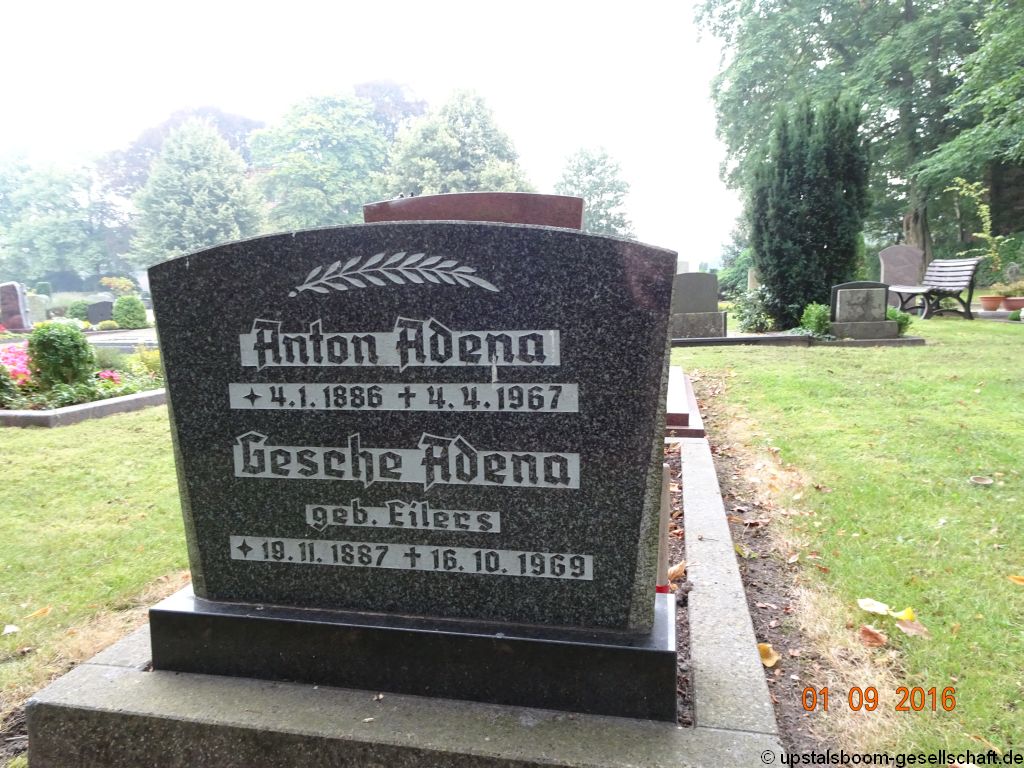 Anton Adena
✦ 4.1.1886 ✝ 4.4.1967
Gesche Adena
geb. Eilers
✦ 19.11.1887 ✝ 16.10.1969
01 09 2016
© upstalsboom-gesellschaft.de